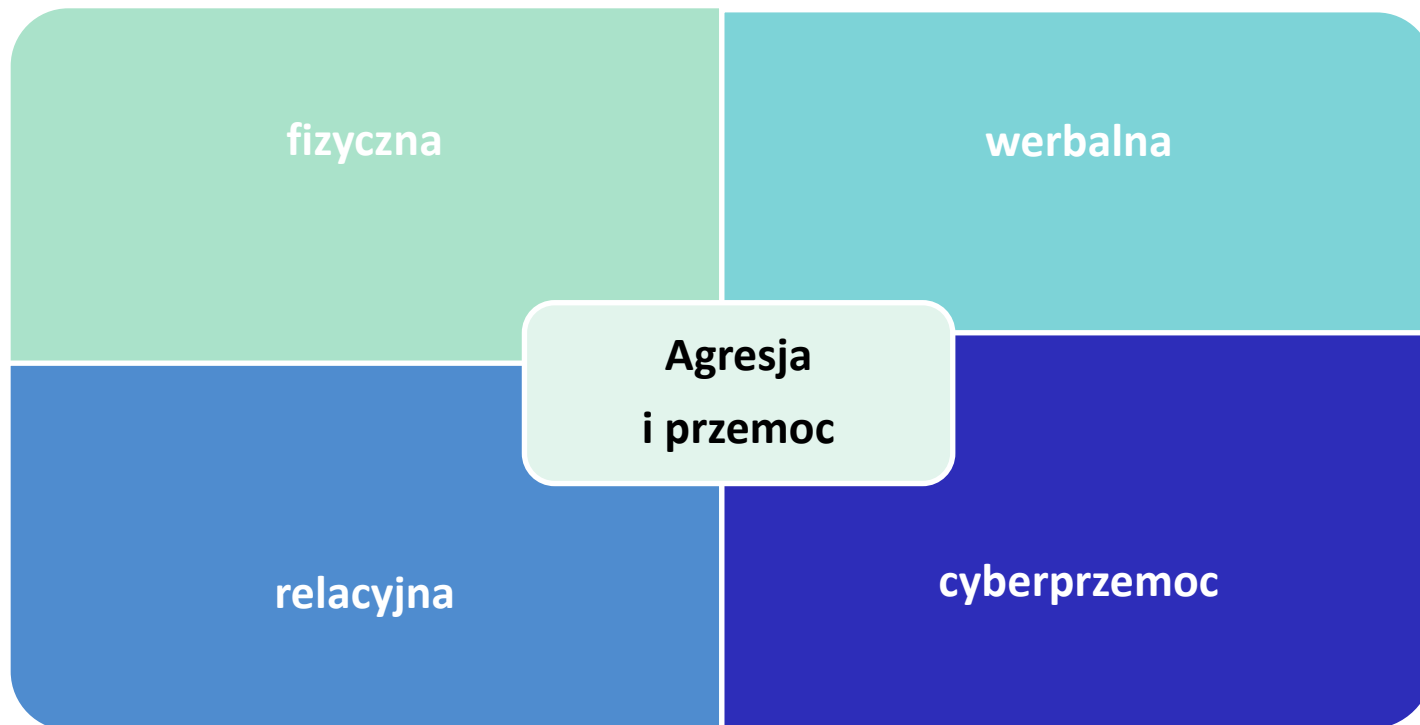 fizyczna
werbalna
Agresja
i przemoc
relacyjna
cyberprzemoc